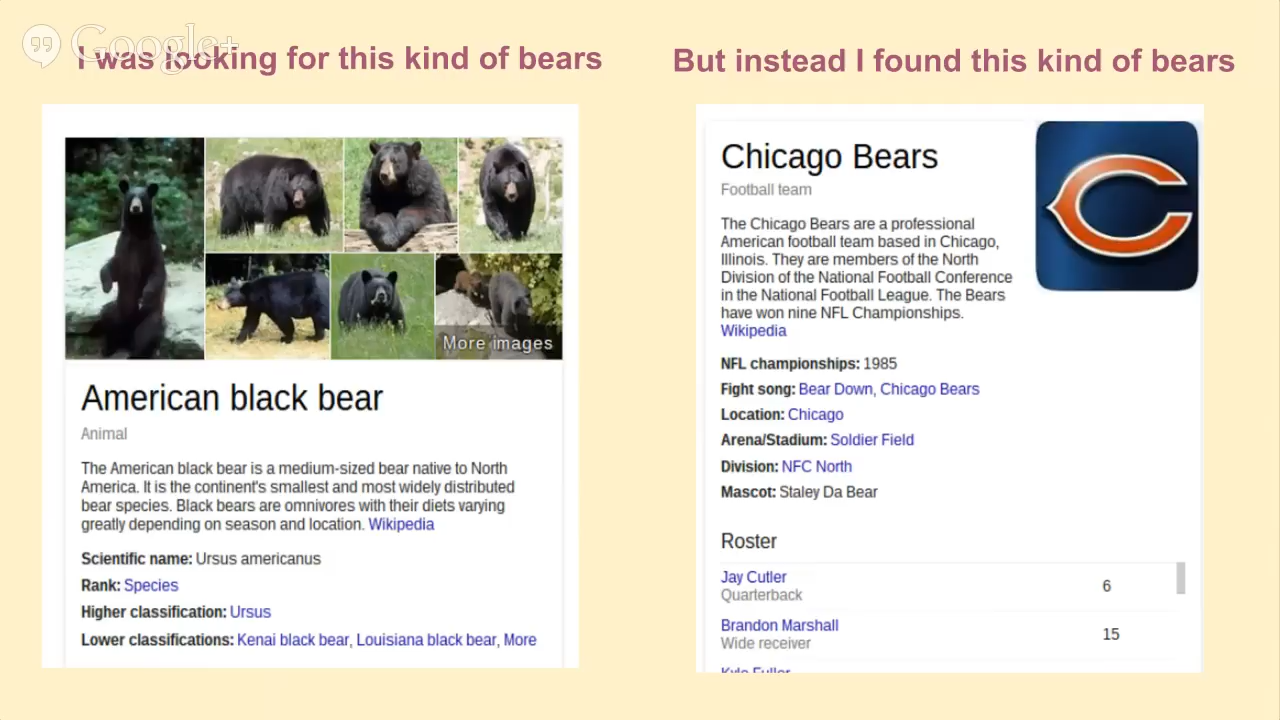 Google+
I was looking for this kind of bears
But instead I found this kind of bears
More images
American black bear
Animal
The American black bear is a medium-sized bear native to North
America. It is the continent's smallest and most widely distributed
bear species. Black bears are omnivores with their diets varying
greatly depending on season and location. Wikipedia
Scientific name: Ursus americanus
Rank: Species
Higher classification: Ursus
Lower classifications: Kenai black bear, Louisiana black bear, More
Chicago Bears
Football team
The Chicago Bears are a professional
American football team based in Chicago,
Illinois. They are members of the North
Division of the National Football Conference
in the National Football League. The Bears
have won nine NFL Championships.
Wikipedia
NFL championships: 1985
Fight song: Bear Down, Chicago Bears
Location: Chicago
Arena/Stadium: Soldier Field
Division: NFC North
Mascot: Staley Da Bear
Roster
Jay Cutler
Quarterback
6
Brandon Marshall
Wide receiver
15
Kyle Fuller